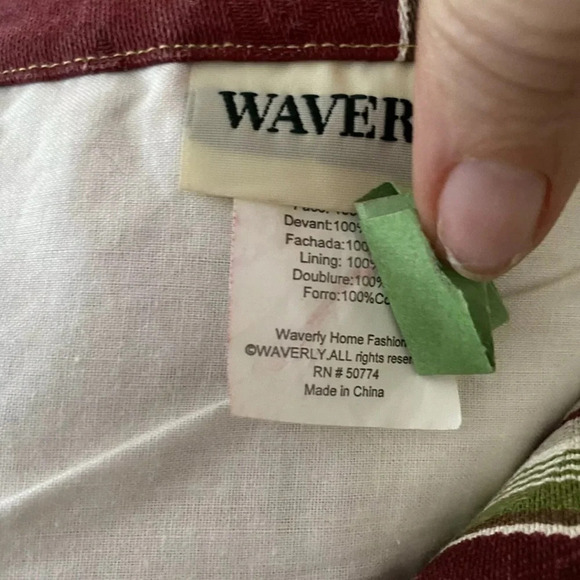 WAVER
Devant:100%
Fachada:100
Lining: 100%
Doublure:100%
Forro:100%Co
Waverly Home Fashion
©WAVERLY.ALL rights reser
RN # 50774
Made in China